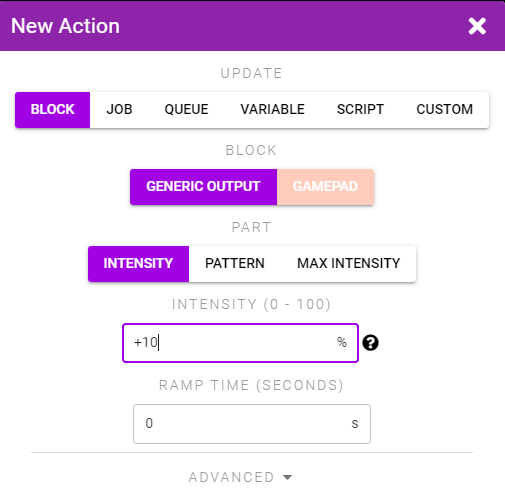 New Action
UPDATE
BLOCK JOB QUEUE VARIABLE SCRIPT CUSTOM
BLOCK
GENERIC OUTPUT GAMEPAD
PART
INTENSITY PATTERN MAX INTENSITY
INTENSITY (0 - 100)
+10 %
RAMP TIME (SECONDS)
0 s
ADVANCED